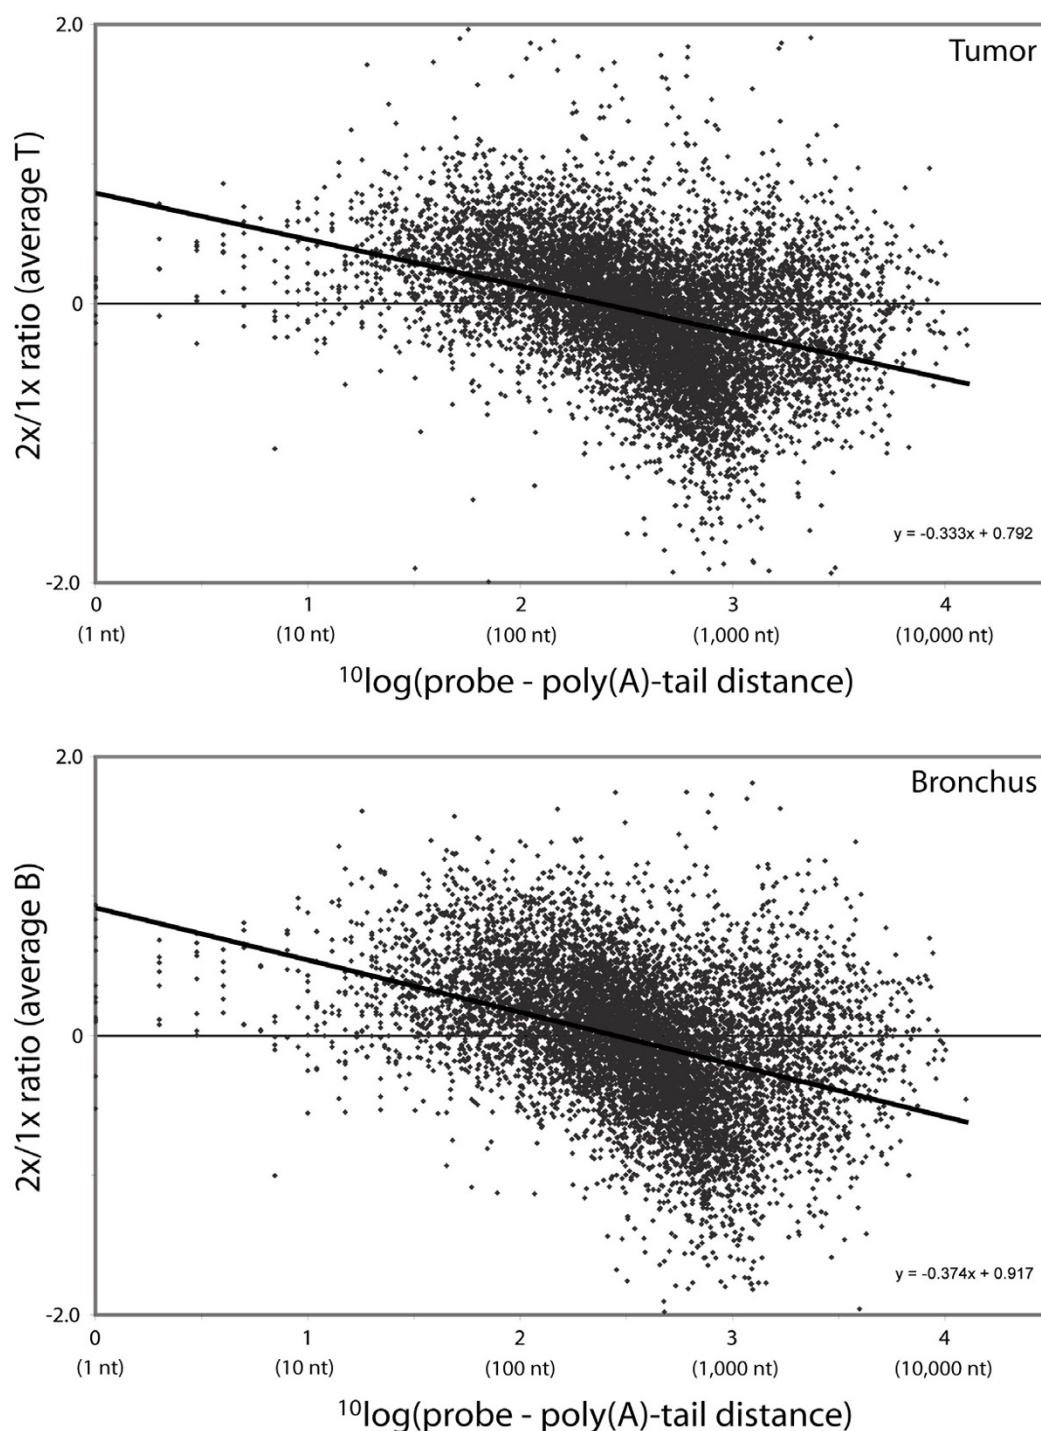 2.0
Tumor
2x/1x ratio (average T)
0
y = -0.333x + 0.792
-2.0
0 1 2 3 4
(1 nt) (10 nt) (100 nt) (1,000 nt) (10,000 nt)
10log(probe - poly(A)-tail distance)
2.0
Bronchus
2x/1x ratio (average B)
0
y = -0.374x + 0.917
-2.0
0 1 2 3 4
(1 nt) (10 nt) (100 nt) (1,000 nt) (10,000 nt)
10log(probe - poly(A)-tail distance)